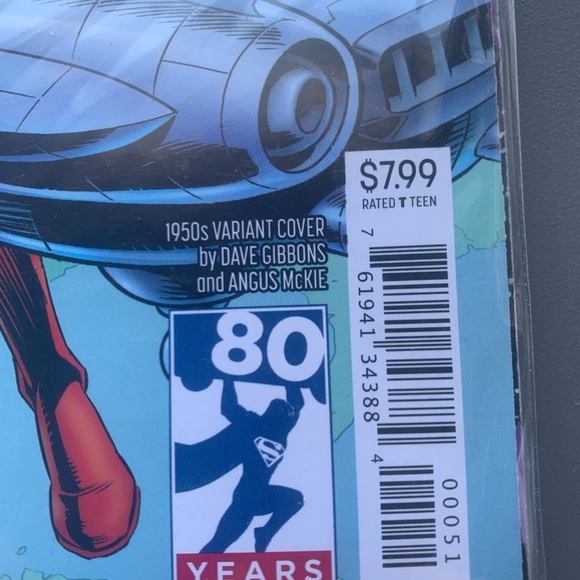 $7.99
RATED T TEEN
1950s VARIANT COVER
by DAVE GIBBONS
and ANGUS McKIE
7 61941 34388 4
00051
80
S
YEARS